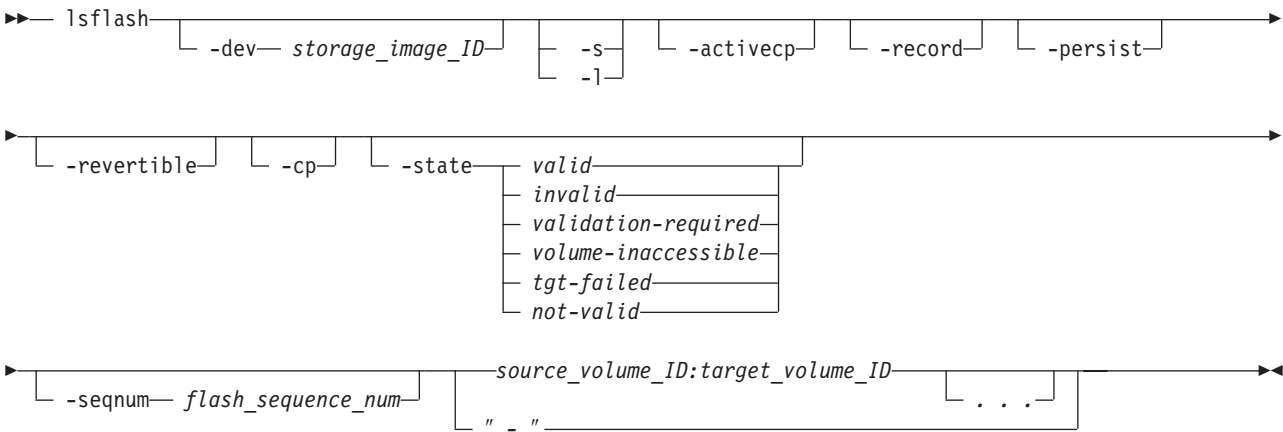 lsflash
-dev storage_image_ID
-s
-l
-activecp
-record
-persist
-revertible
-cp
-state
valid
invalid
validation-required
volume-inaccessible
tgt-failed
not-valid
-seqnum flash_sequence_num
source_volume_ID:target_volume_ID
. . .
" - "